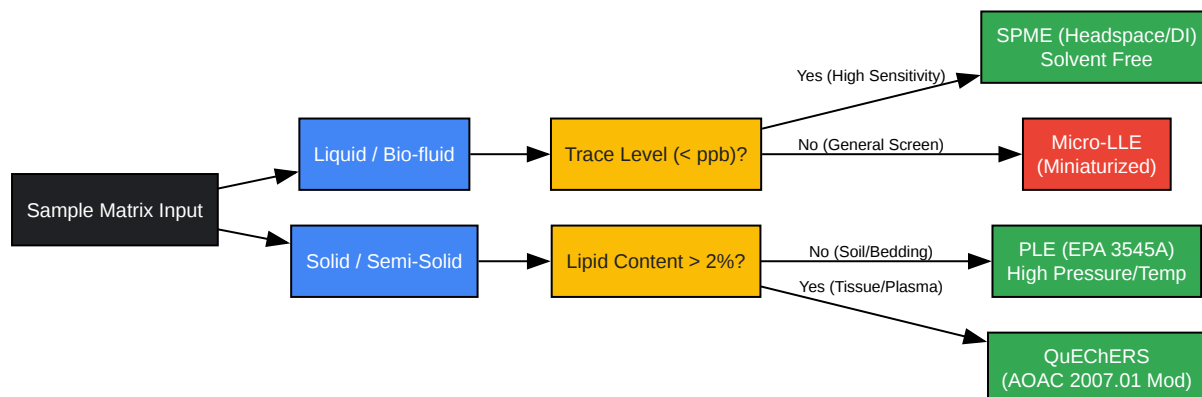 SPME (Headspace/DI)
Solvent Free
Yes (High Sensitivity)
Liquid / Bio-fluid
Trace Level (< ppb)?
No (General Screen)
Micro-LLE
(Miniaturized)
Sample Matrix Input
Solid / Semi-Solid
Lipid Content > 2%?
No (Soil/Bedding)
PLE (EPA 3545A)
High Pressure/Temp
Yes (Tissue/Plasma)
QuEChERS
(AOAC 2007.01 Mod)